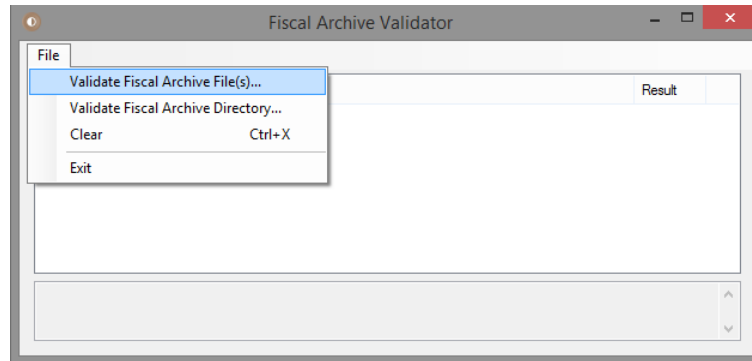 Fiscal Archive Validator
File
Validate Fiscal Archive File(s)...
Result
Validate Fiscal Archive Directory...
Clear Ctrl+X
Exit